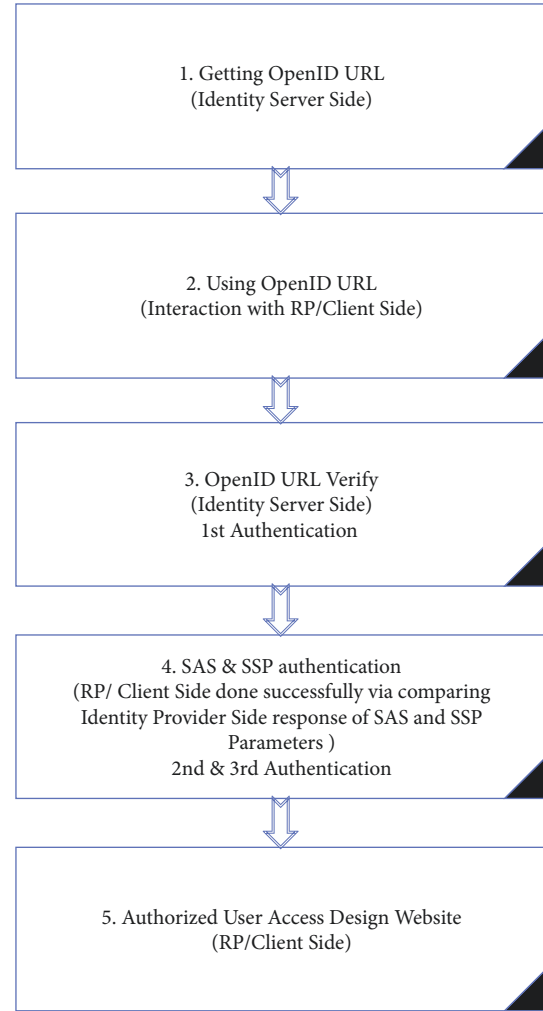 1. Getting OpenID URL
(Identity Server Side)
2. Using OpenID URL
(Interaction with RP/Client Side)
3. OpenID URL Verify
(Identity Server Side)
1st Authentication
4. SAS & SSP authentication
(RP/ Client Side done successfully via comparing
Identity Provider Side response of SAS and SSP
Parameters )
2nd & 3rd Authentication
5. Authorized User Access Design Website
(RP/Client Side)